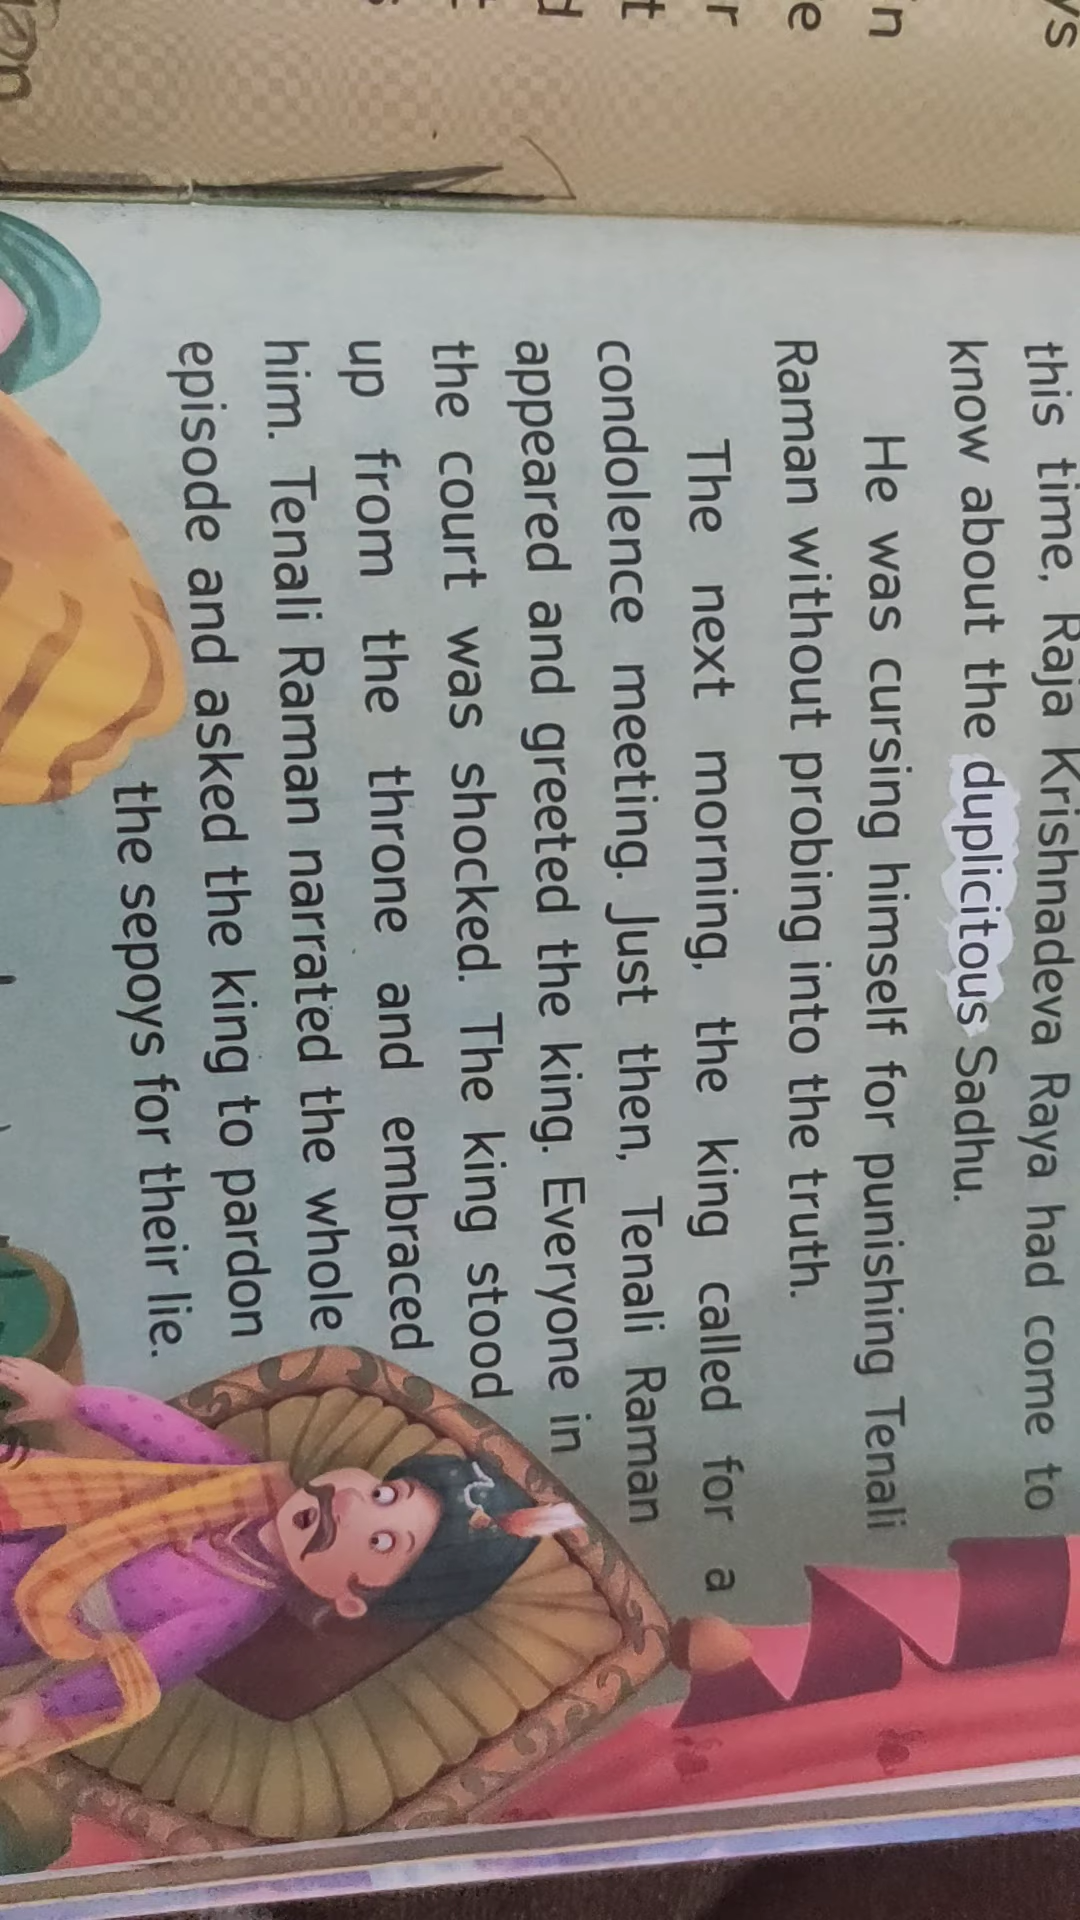 this time, Raja Krishnadeva Raya had come to
know about the duplicitous Sadhu.
He was cursing himself for punishing Tenali
Raman without probing into the truth.
The next morning, the king called for a
condolence meeting. Just then, Tenali Raman
appeared and greeted the king. Everyone in
the court was shocked. The king stood
up from the throne and embraced
him. Tenali Raman narrated the whole
episode and asked the king to pardon
the sepoys for their lie.